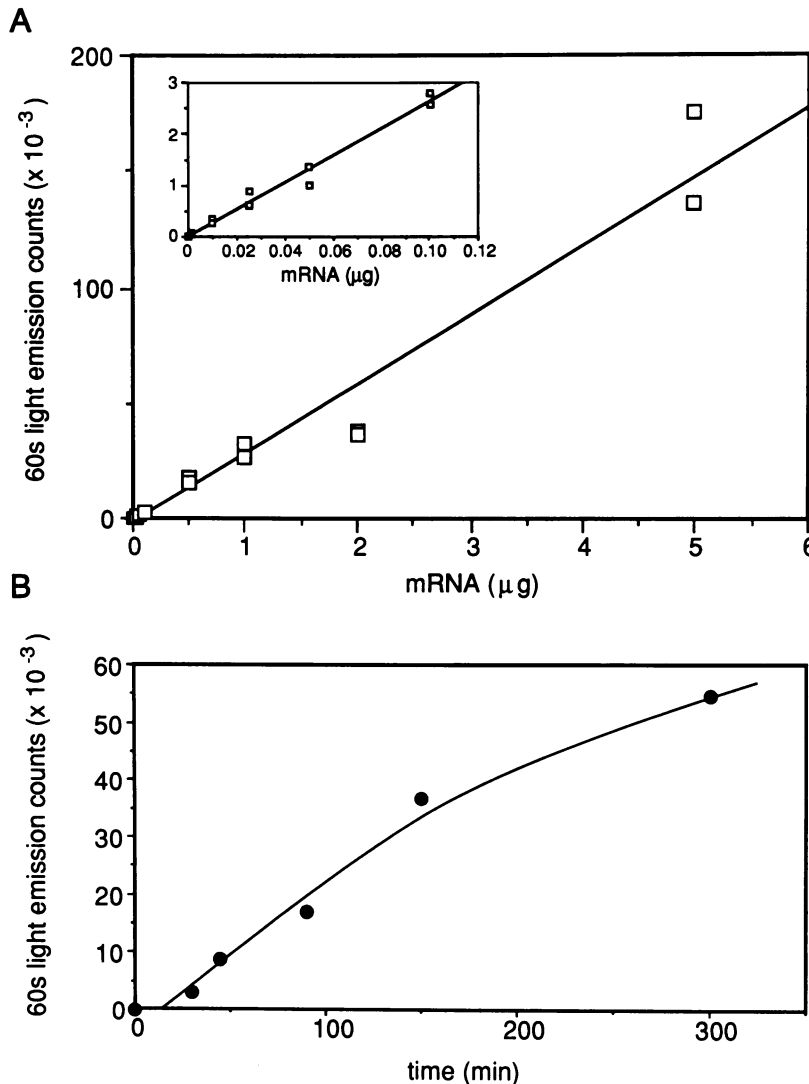 A
60s light emission counts (x 10⁻³)
200
100
0
0 1 2 3 4 5 6
mRNA (μg)
3
2
1
0
0 0.02 0.04 0.06 0.08 0.10 0.12
mRNA (μg)
B
60s light emission counts (x 10⁻³)
60
50
40
30
20
10
0
0 100 200 300
time (min)